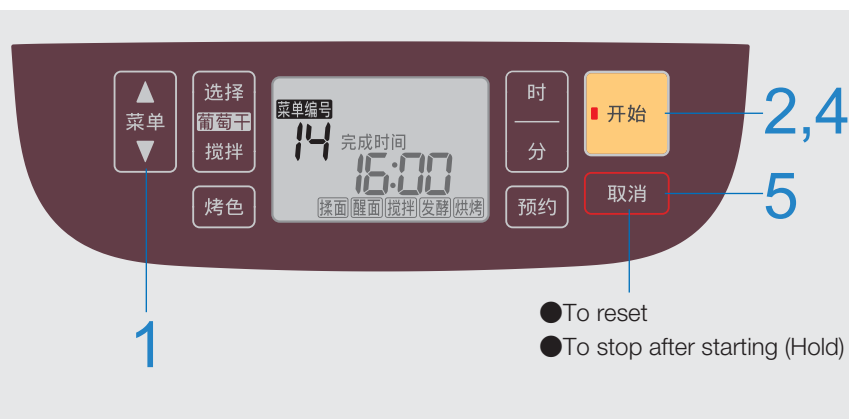 ▲
菜单
▼
选择
葡萄干
搅拌
烤色
菜单编号
14
完成时间
16:00
揉面 醒面 搅拌 发酵 烘烤
时
分
预约
开始
取消
2,4
5
1
●To reset
●To stop after starting (Hold)